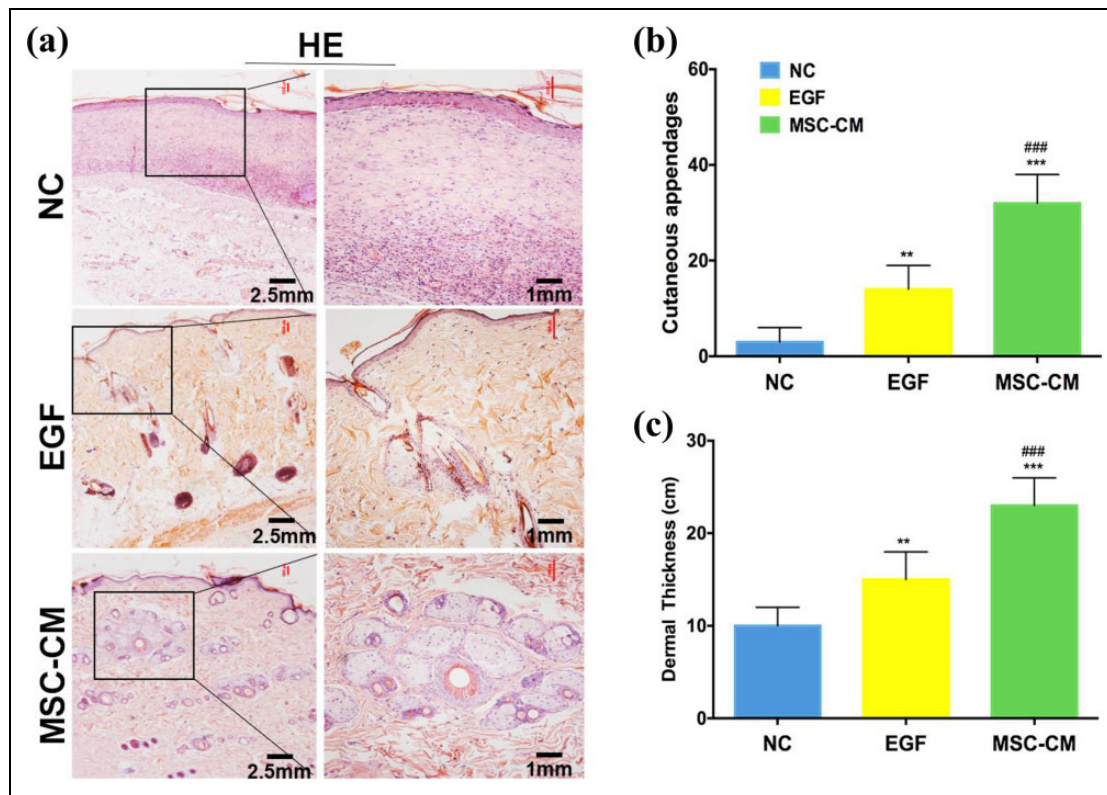 (a)
HE
NC
2.5mm
1mm
EGF
2.5mm
1mm
MSC-CM
2.5mm
1mm
(b)
NC
EGF
MSC-CM
Cutaneous appendages
60
40
20
0
**
###
***
NC
EGF
MSC-CM
(c)
Dermal Thickness (cm)
30
20
10
0
**
###
***
NC
EGF
MSC-CM